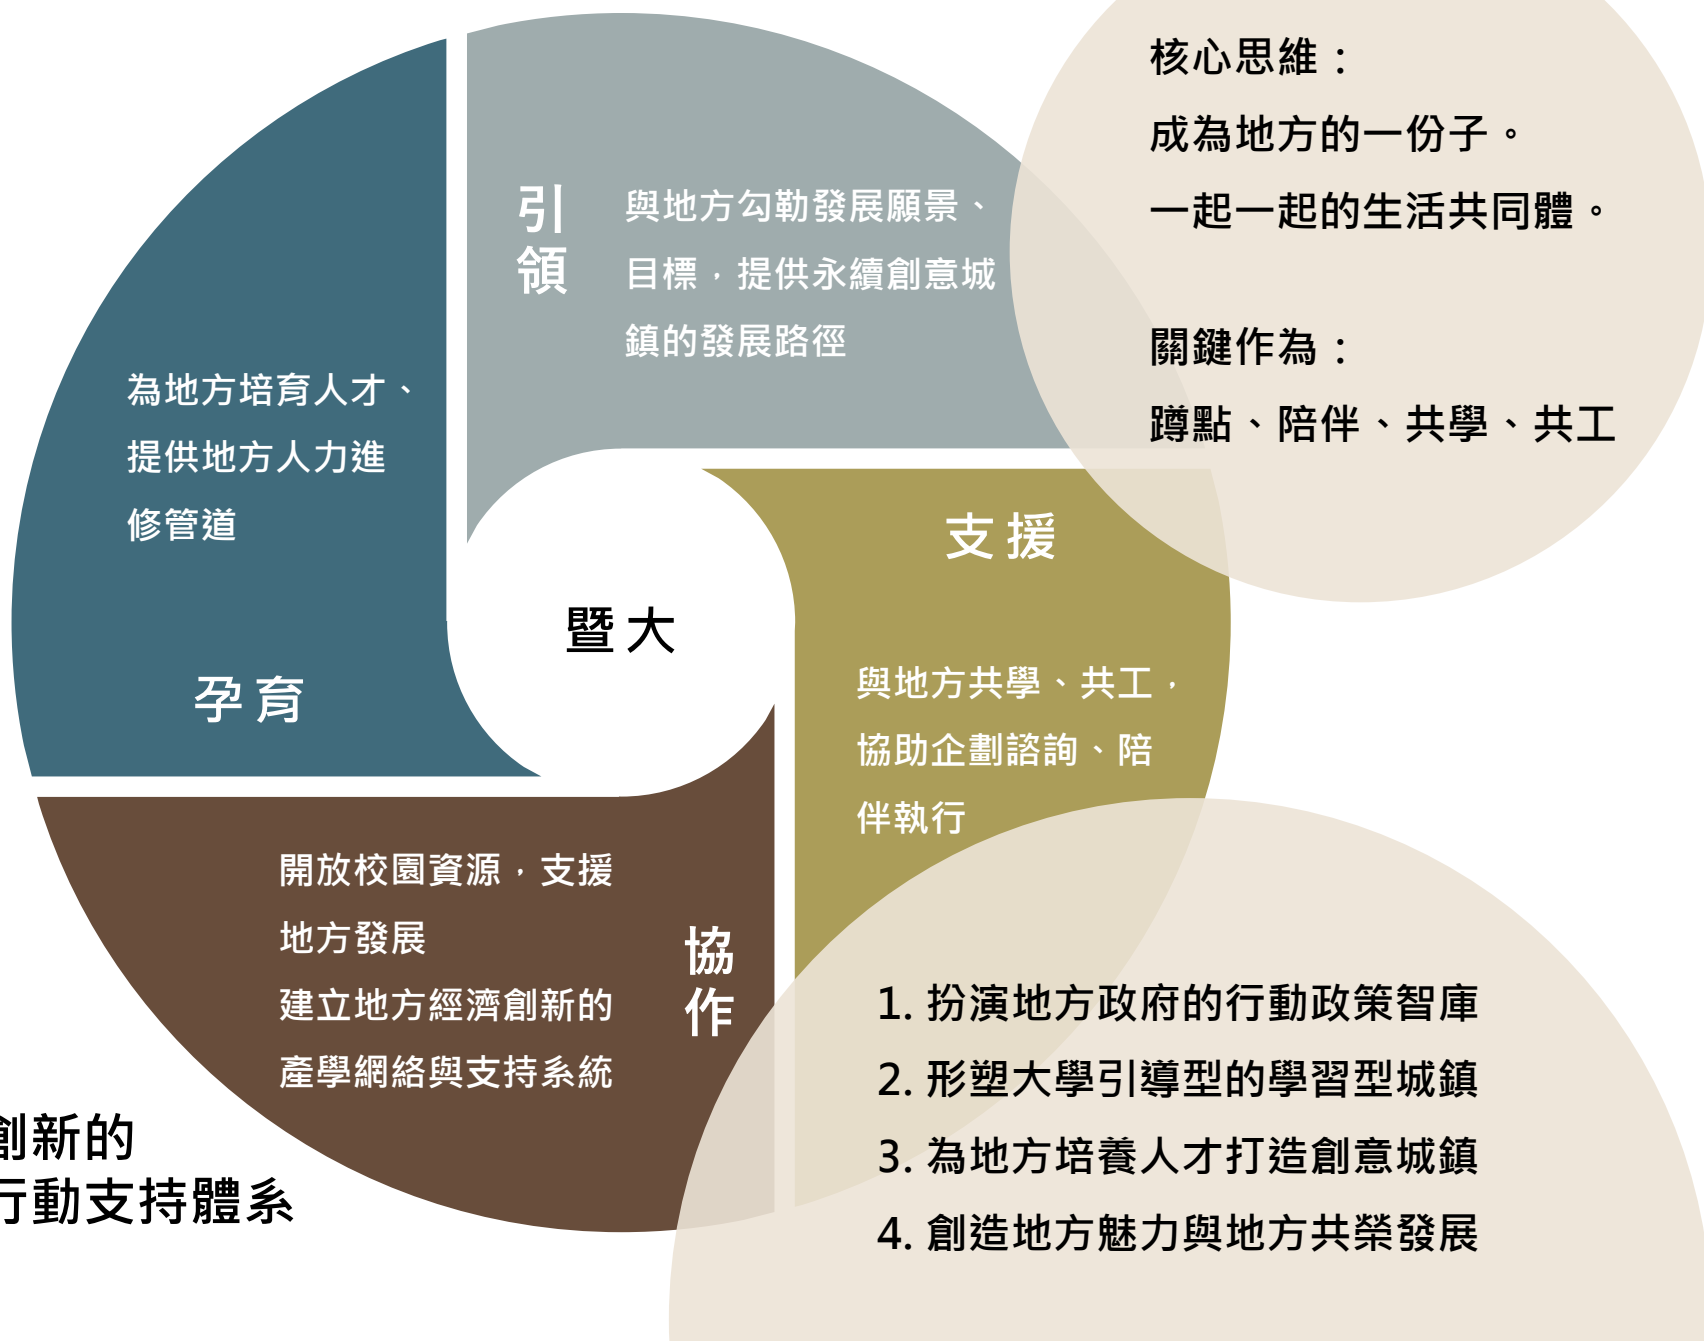 核心思維：
成為地方的一份子。
一起一起的生活共同體。
關鍵作為：
蹲點、陪伴、共學、共工
引領
與地方勾勒發展願景、
目標，提供永續創意城
鎮的發展路徑
為地方培育人才、
提供地方人力進
修管道
孕育
暨大
支援
與地方共學、共工，
協助企劃諮詢、陪
伴執行
開放校園資源，支援
地方發展
建立地方經濟創新的
產學網絡與支持系統
協作
創新的
行動支持體系
1. 扮演地方政府的行動政策智庫
2. 形塑大學引導型的學習型城鎮
3. 為地方培養人才打造創意城鎮
4. 創造地方魅力與地方共榮發展